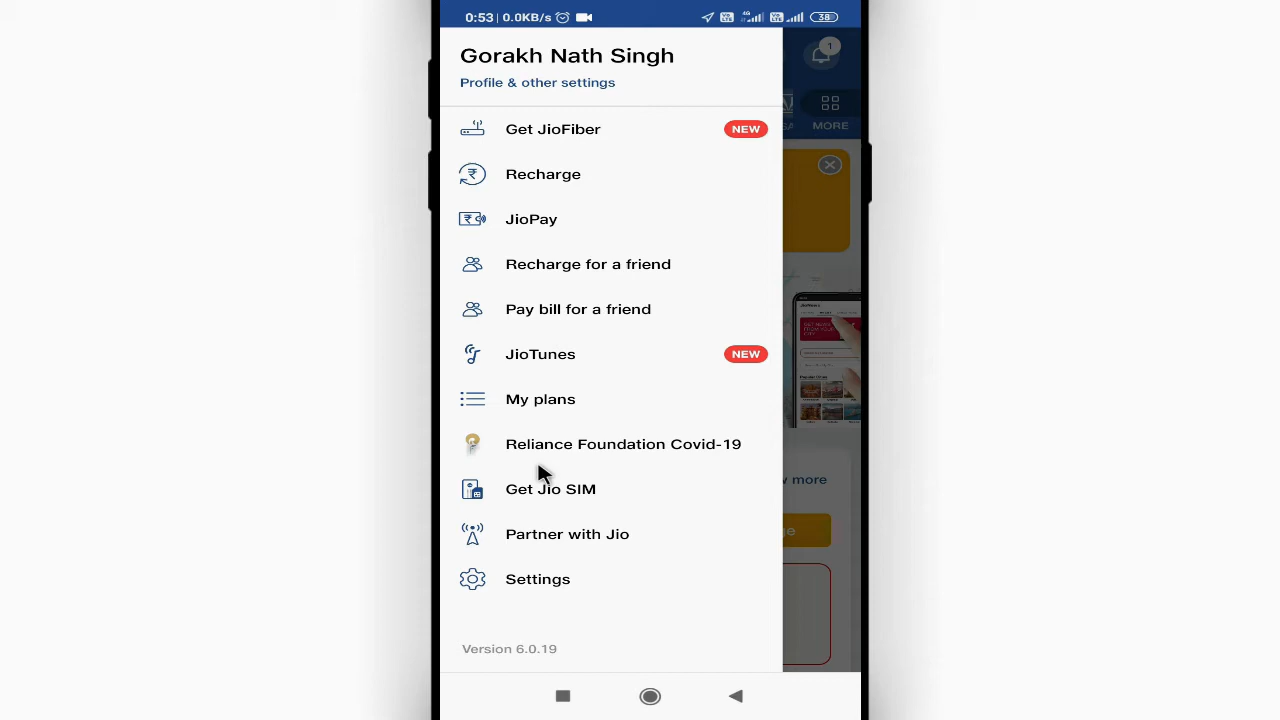 0:53 0.0KB/s 38
Gorakh Nath Singh
Profile & other settings
1
MORE
Get JioFiber NEW
Recharge
JioPay
Recharge for a friend
Pay bill for a friend
JioTunes NEW
My plans
Reliance Foundation Covid-19
Get Jio SIM
more
Partner with Jio
Settings
Version 6.0.19